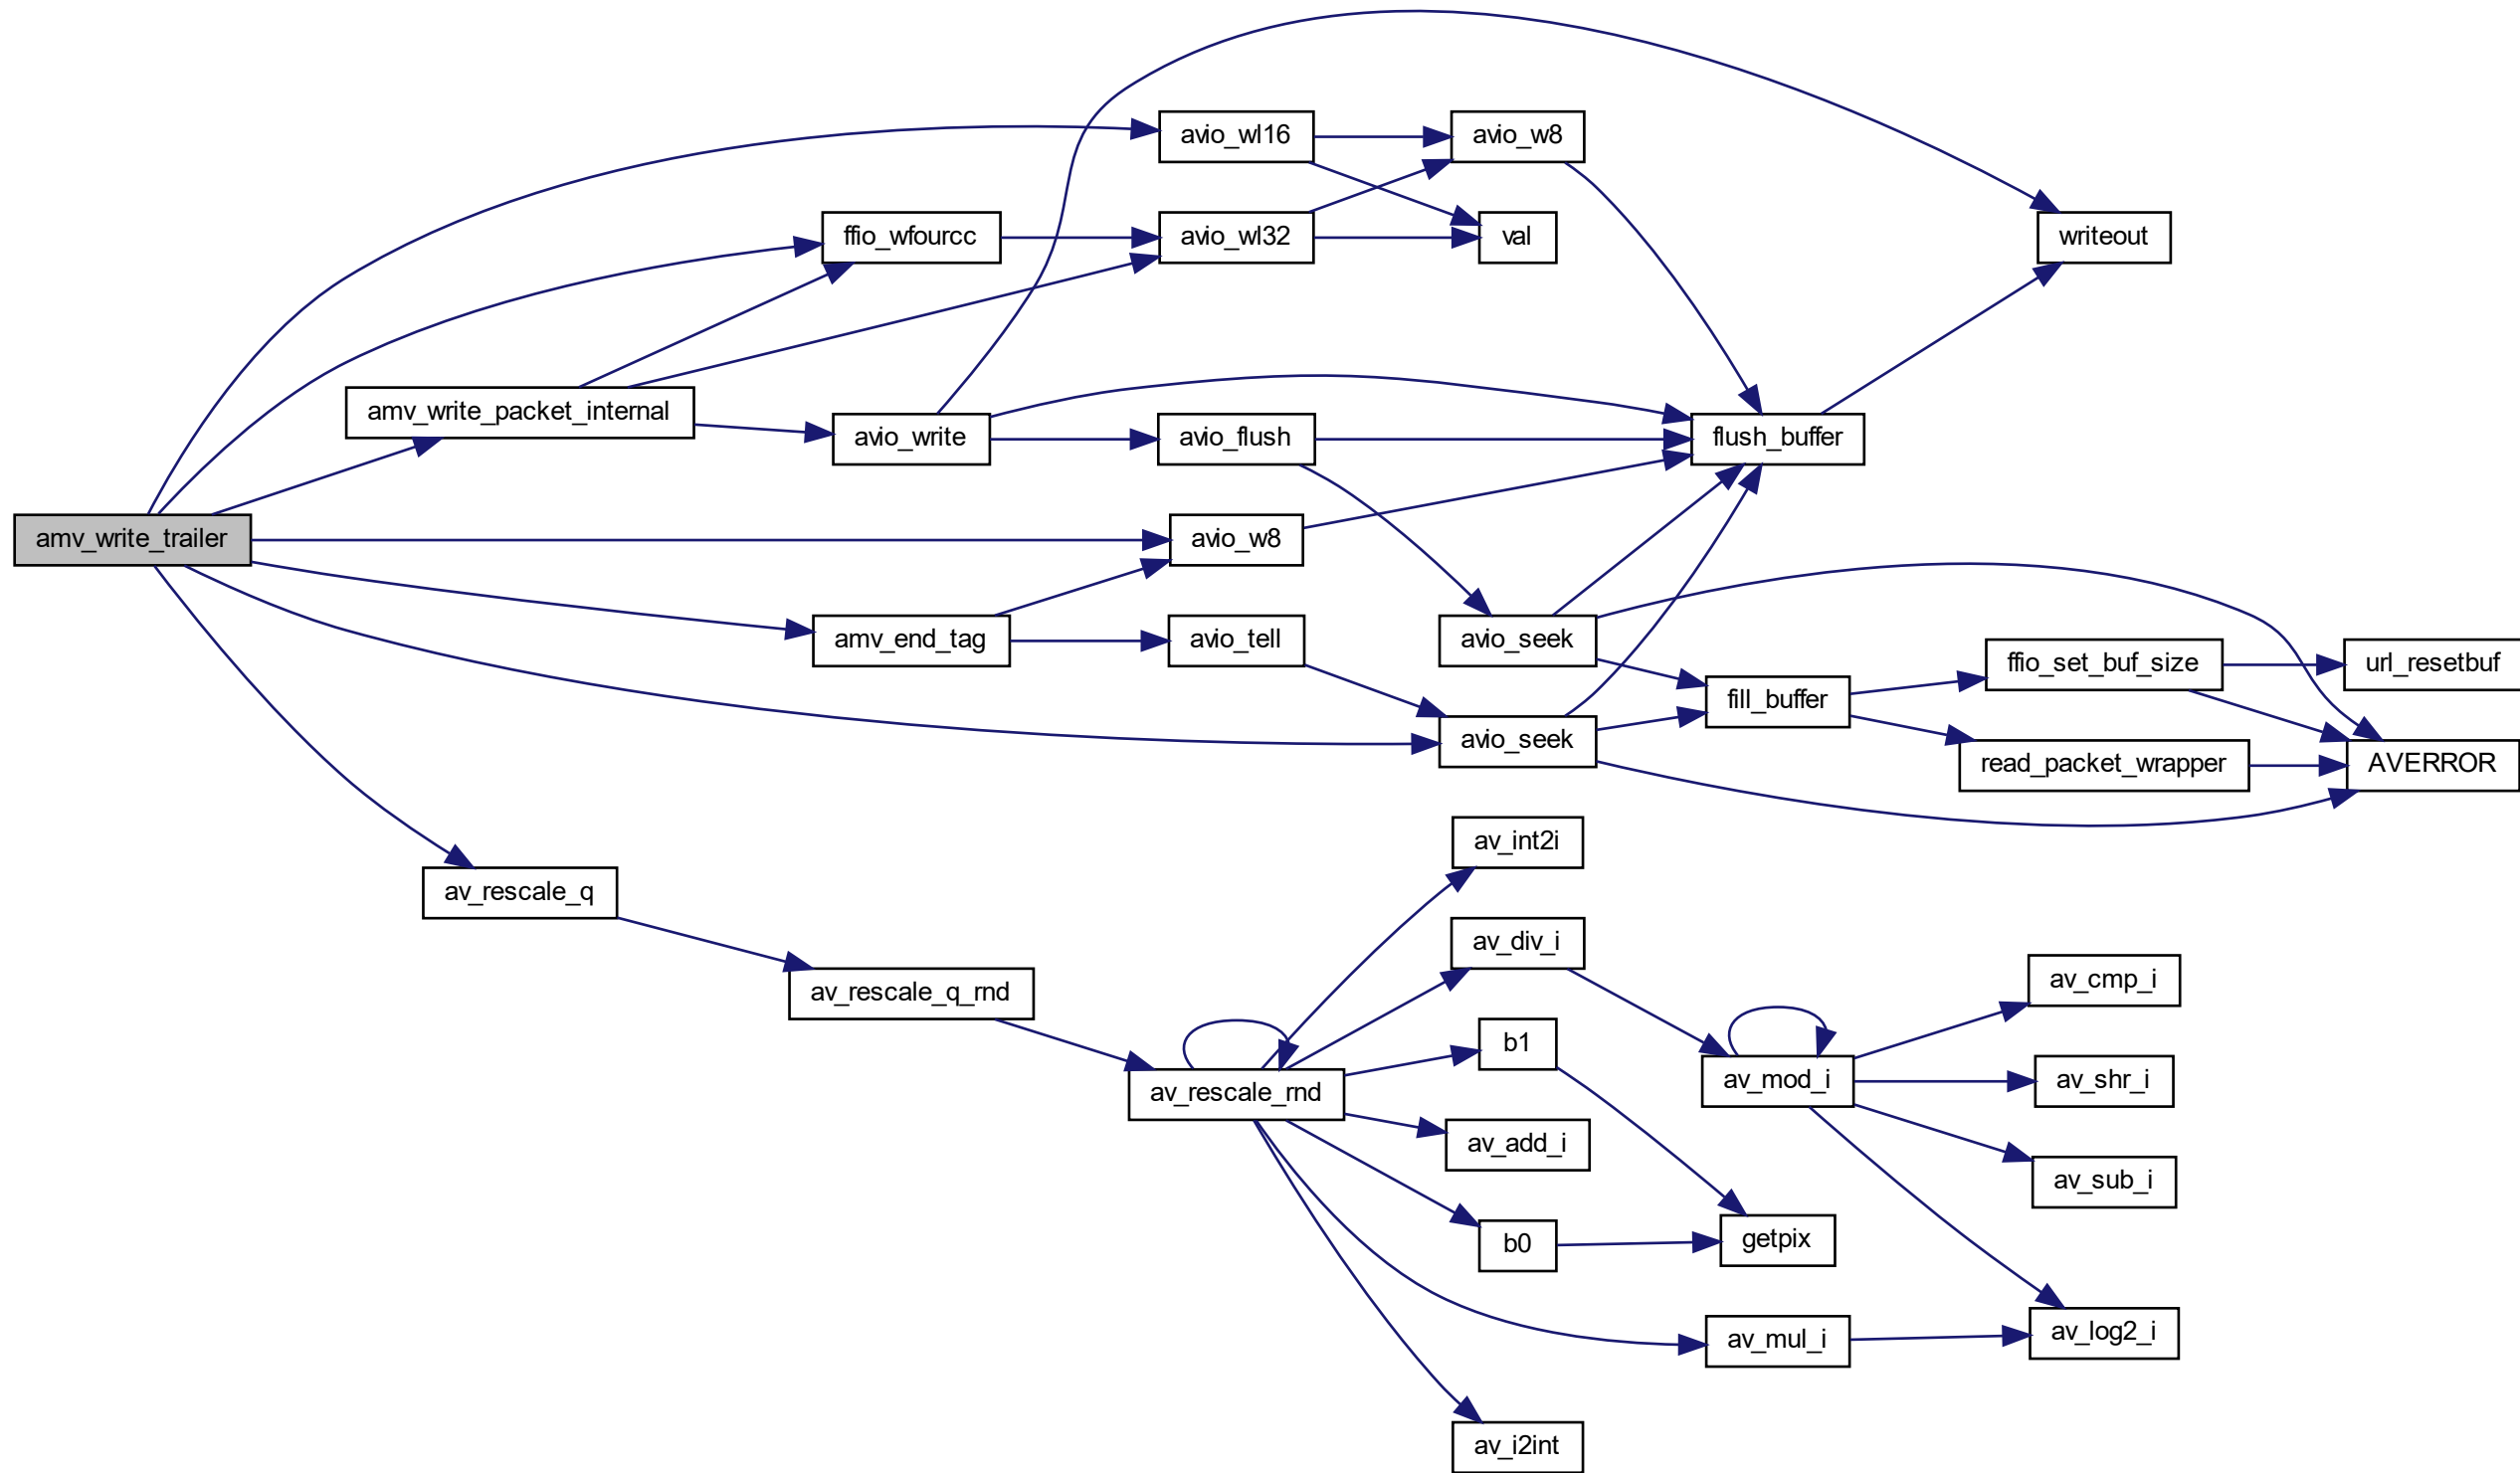 avio_wl16
avio_w8
ffio_wfourcc
avio_wl32
val
writeout
amv_write_packet_internal
avio_write
avio_flush
flush_buffer
amv_write_trailer
avio_w8
amv_end_tag
avio_tell
avio_seek
ffio_set_buf_size
url_resetbuf
fill_buffer
avio_seek
read_packet_wrapper
AVERROR
av_int2i
av_rescale_q
av_div_i
av_rescale_q_rnd
av_cmp_i
b1
av_rescale_rnd
av_mod_i
av_shr_i
av_add_i
av_sub_i
b0
getpix
av_mul_i
av_log2_i
av_i2int